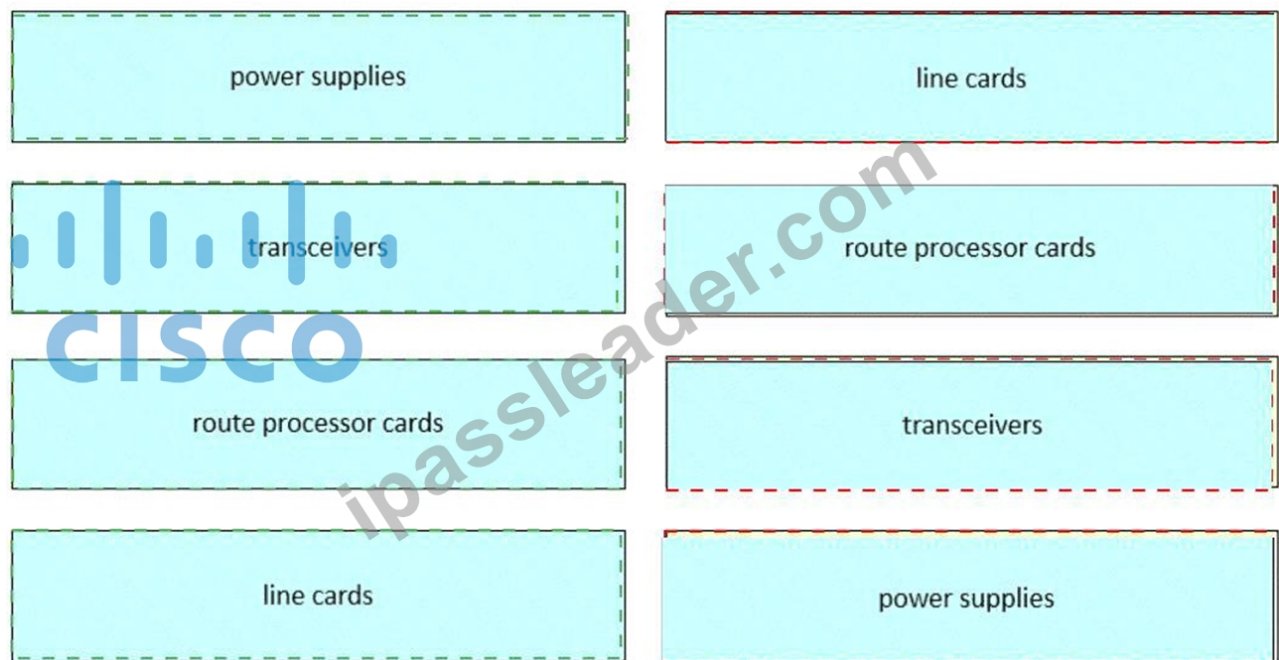 power supplies
line cards
transceivers
route processor cards
CISCO
route processor cards
transceivers
line cards
power supplies
ipassleader.com